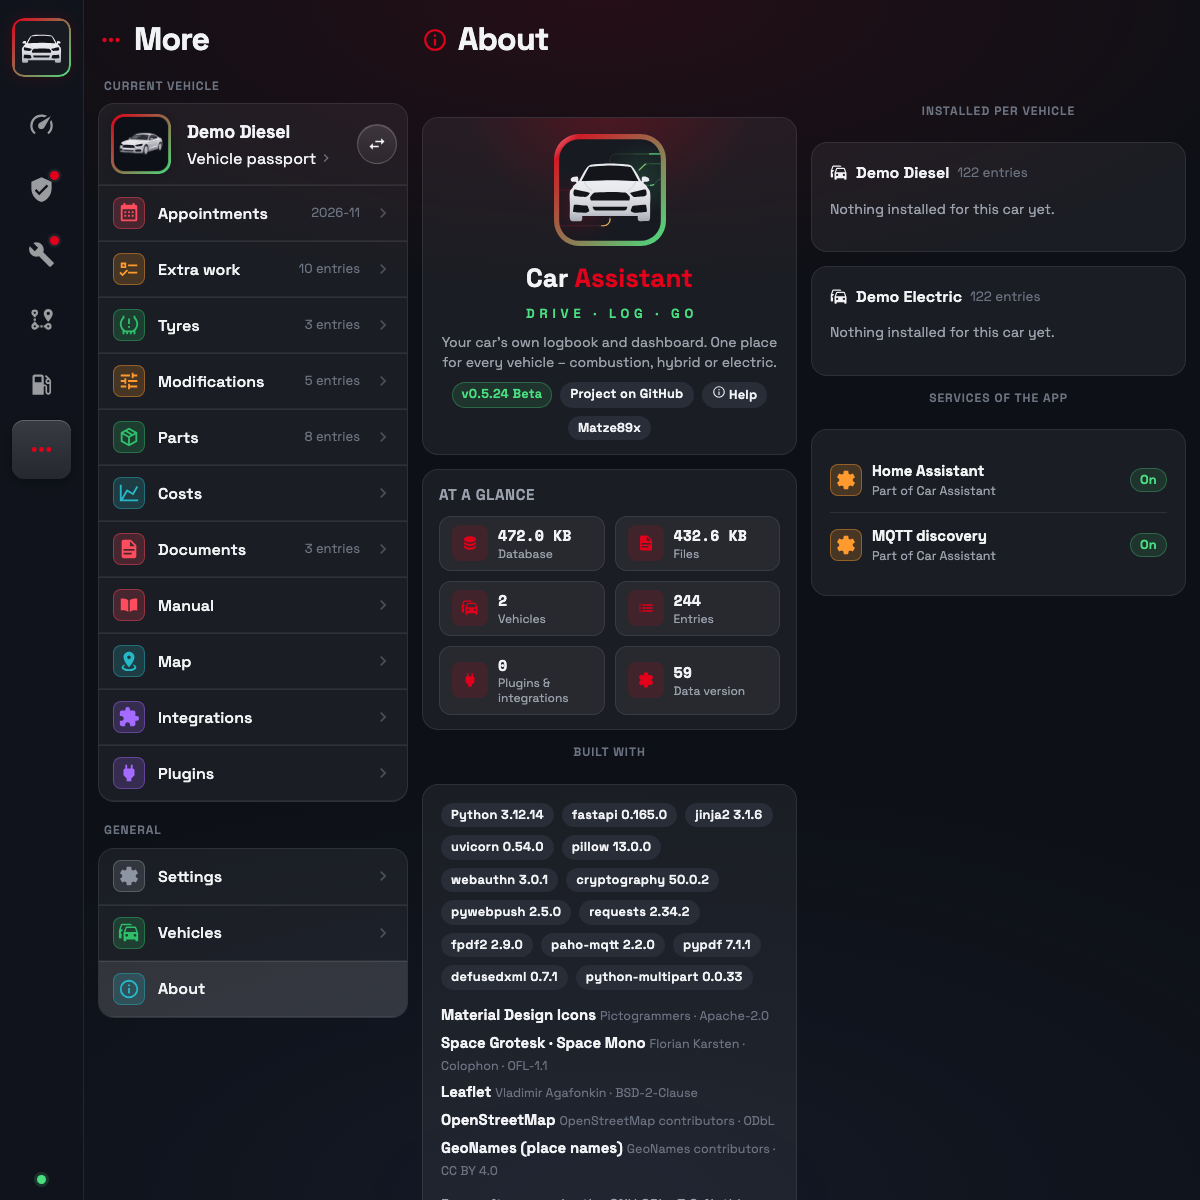 More
CURRENT VEHICLE
Demo Diesel
Vehicle passport
Appointments 2026-11
Extra work 10 entries
Tyres 3 entries
Modifications 5 entries
Parts 8 entries
Costs
Documents 3 entries
Manual
Map
Integrations
Plugins
GENERAL
Settings
Vehicles
About
About
Car Assistant
DRIVE · LOG · GO
Your car's own logbook and dashboard. One place
for every vehicle – combustion, hybrid or electric.
v0.5.24 Beta Project on GitHub Help
Matze89x
AT A GLANCE
472.0 KB
Database
432.6 KB
Files
2
Vehicles
244
Entries
0
Plugins &
integrations
59
Data version
BUILT WITH
Python 3.12.14 fastapi 0.165.0 jinja2 3.1.6
uvicorn 0.54.0 pillow 13.0.0
webauthn 3.0.1 cryptography 50.0.2
pywebpush 2.5.0 requests 2.34.2
fpdf2 2.9.0 paho-mqtt 2.2.0 pypdf 7.1.1
defusedxml 0.7.1 python-multipart 0.0.33
Material Design Icons Pictogrammers · Apache-2.0
Space Grotesk · Space Mono Florian Karsten ·
Colophon · OFL-1.1
Leaflet Vladimir Agafonkin · BSD-2-Clause
OpenStreetMap OpenStreetMap contributors · ODbL
GeoNames (place names) GeoNames contributors ·
CC BY 4.0
INSTALLED PER VEHICLE
Demo Diesel 122 entries
Nothing installed for this car yet.
Demo Electric 122 entries
Nothing installed for this car yet.
SERVICES OF THE APP
Home Assistant
Part of Car Assistant
On
MQTT discovery
Part of Car Assistant
On